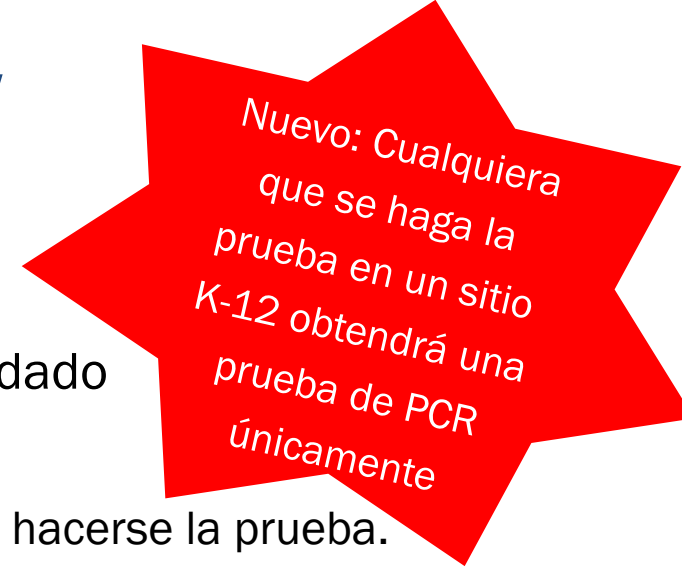 Nuevo: Cualquiera
que se haga la
prueba en un sitio
K-12 obtendrá una
prueba de PCR
únicamente
dado
hacerse la prueba.